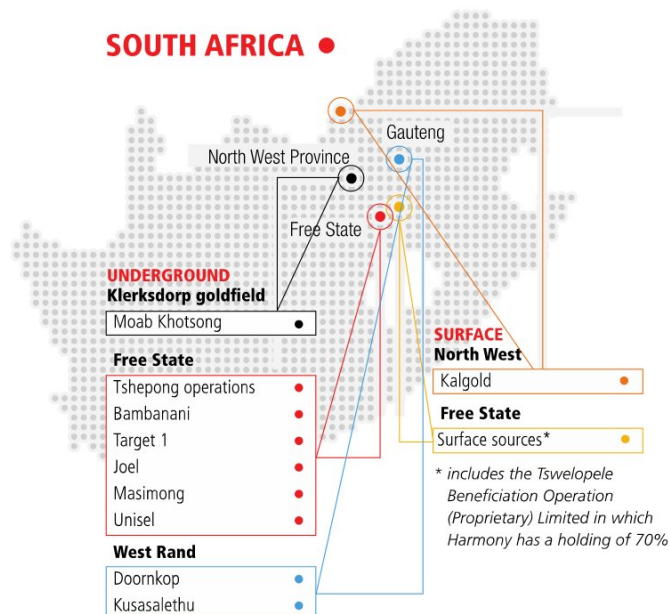 SOUTH AFRICA
Gauteng
North West Province
Free State
UNDERGROUND
Klerksdorp goldfield
Moab Khotsong
Free State
Tshepong operations
Bambanani
Target 1
Joel
Masimong
Unisel
West Rand
Doornkop
Kusasalethu
SURFACE
North West
Kalgold
Free State
Surface sources*
* includes the Tswelopele
Beneficiation Operation
(Proprietary) Limited in which
Harmony has a holding of 70%